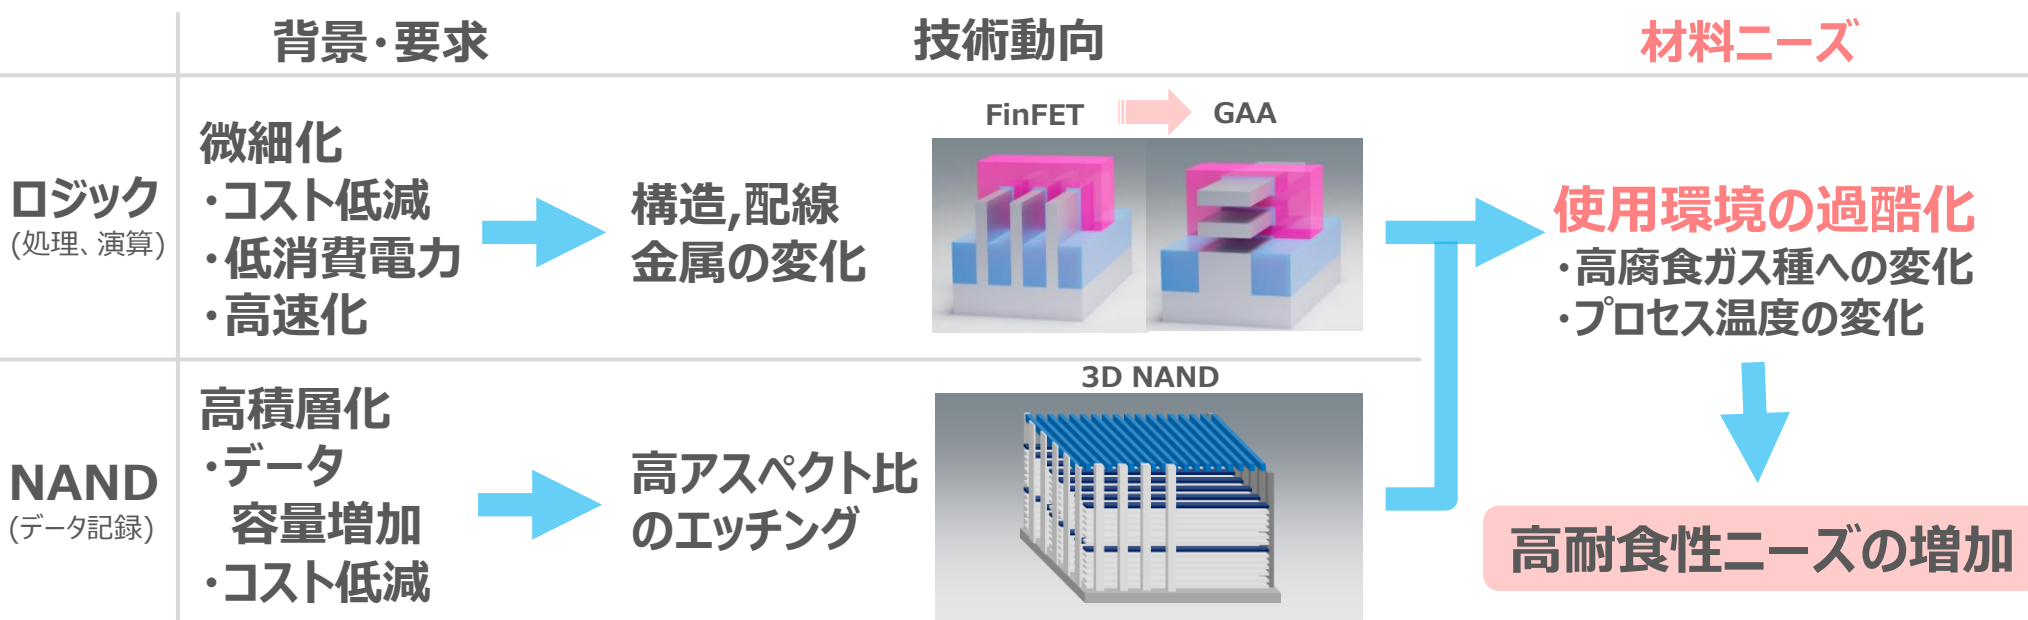 背景・要求
技術動向
材料ニーズ
ロジック
(処理、演算)
微細化
・コスト低減
・低消費電力
・高速化
構造,配線
金属の変化
FinFET
GAA
使用環境の過酷化
・高腐食ガス種への変化
・プロセス温度の変化
NAND
(データ記録)
高積層化
・データ
容量増加
・コスト低減
高アスペクト比
のエッチング
3D NAND
高耐食性ニーズの増加